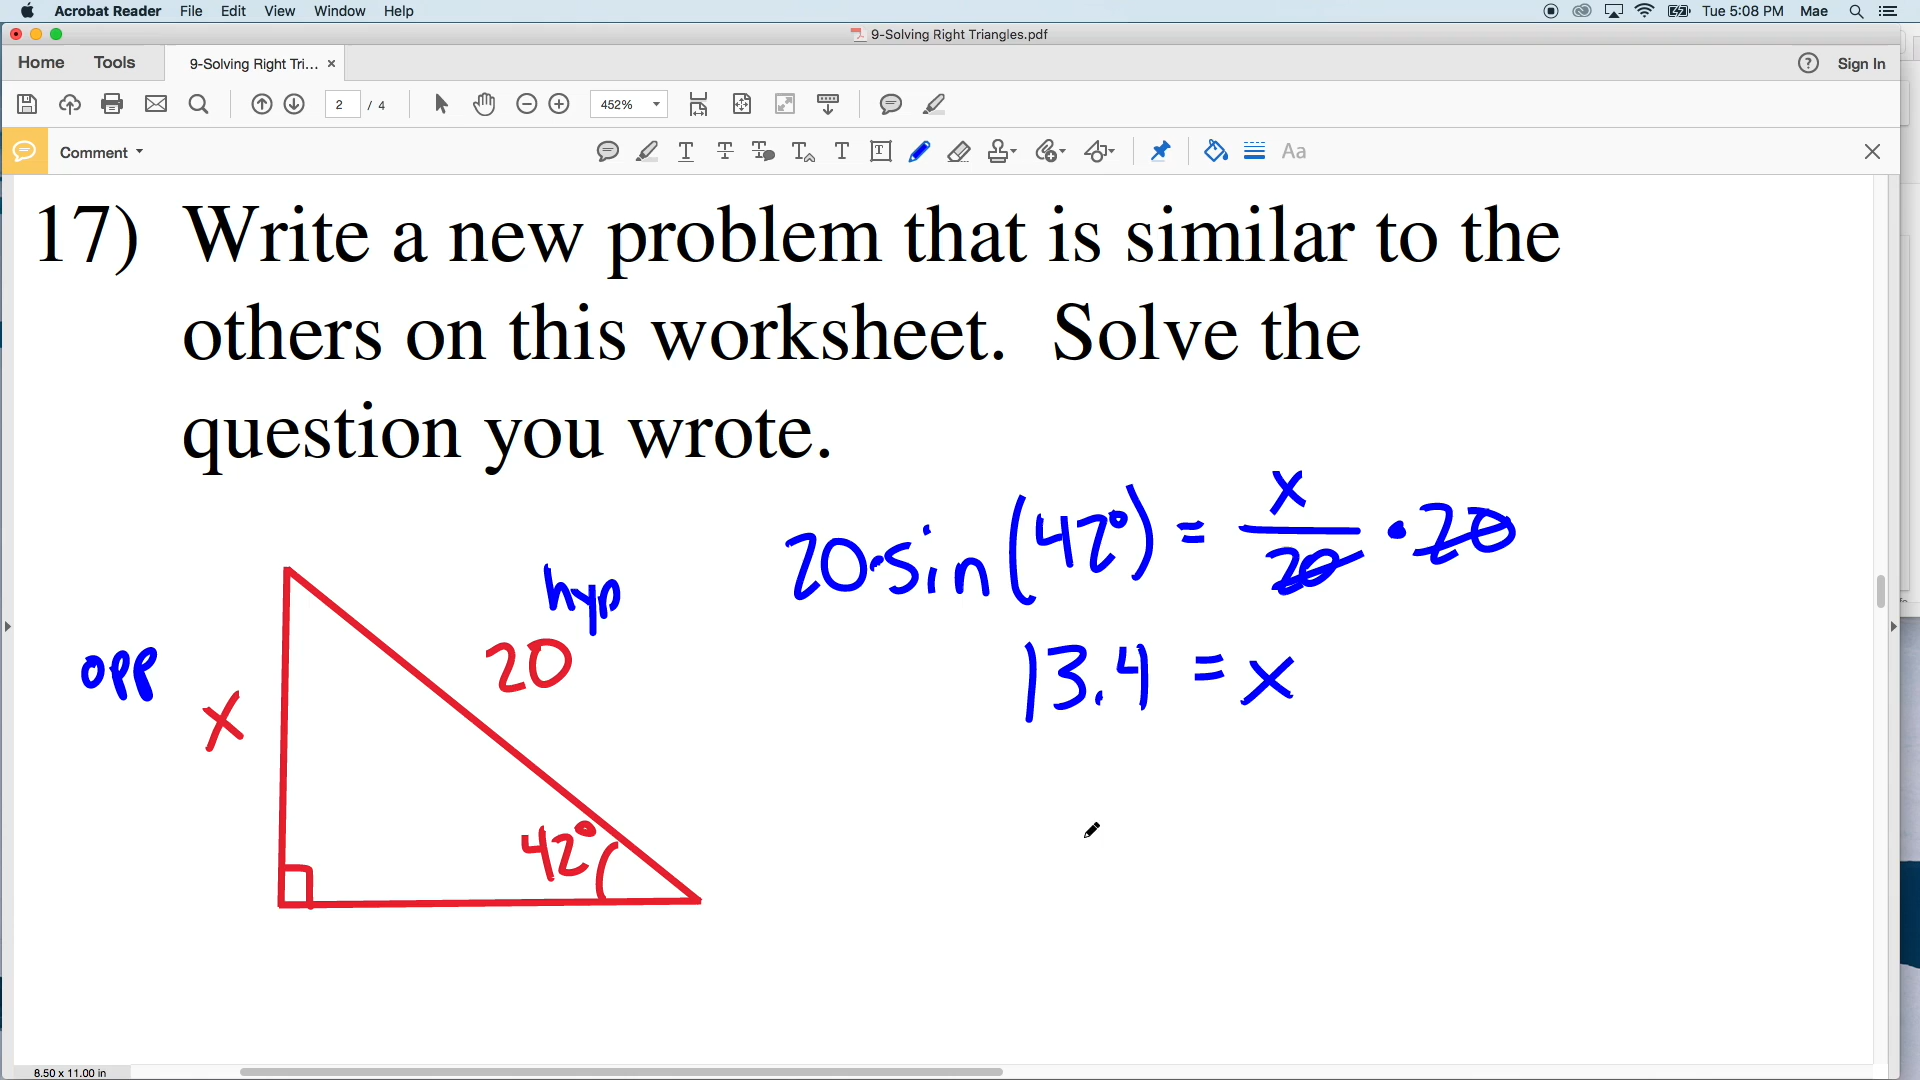 Acrobat Reader File Edit View Window Help Tue 5:08 PM Mae
9-Solving Right Triangles.pdf
Home Tools 9-Solving Right Tri... × ? Sign In
2 / 4 452%
Comment T T T T T T Aa
17) Write a new problem that is similar to the
others on this worksheet. Solve the
question you wrote.
20·sin(42°) = x/20 · 20
hyp
20
opp
x
13.4 = x
42°
8.50 x 11.00 in